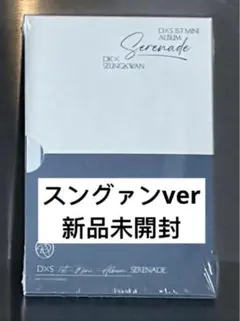 DXS 1ST MINI
ALBUM
Serenade
DK×
SEUNGKWAN
スングァンver
新品未開封
DXS 1st Mini Album SERENADE